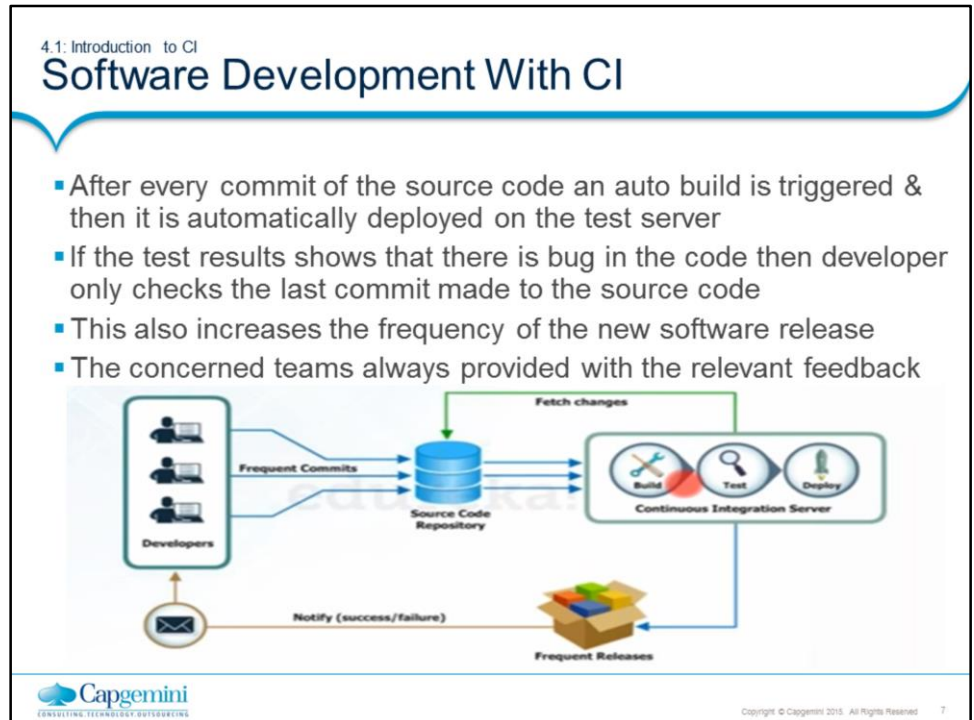 4.1: Introduction to CI
Software Development With CI
After every commit of the source code an auto build is triggered &
then it is automatically deployed on the test server
If the test results shows that there is bug in the code then developer
only checks the last commit made to the source code
This also increases the frequency of the new software release
The concerned teams always provided with the relevant feedback
Fetch changes
Frequent Commits
Build
Test
Deploy
Continuous Integration Server
Source Code
Repository
Developers
Notify (success/failure)
Frequent Releases
Capgemini
CONSULTING.TECHNOLOGY.OUTSOURCING
Copyright © Capgemini 2015. All Rights Reserved 7